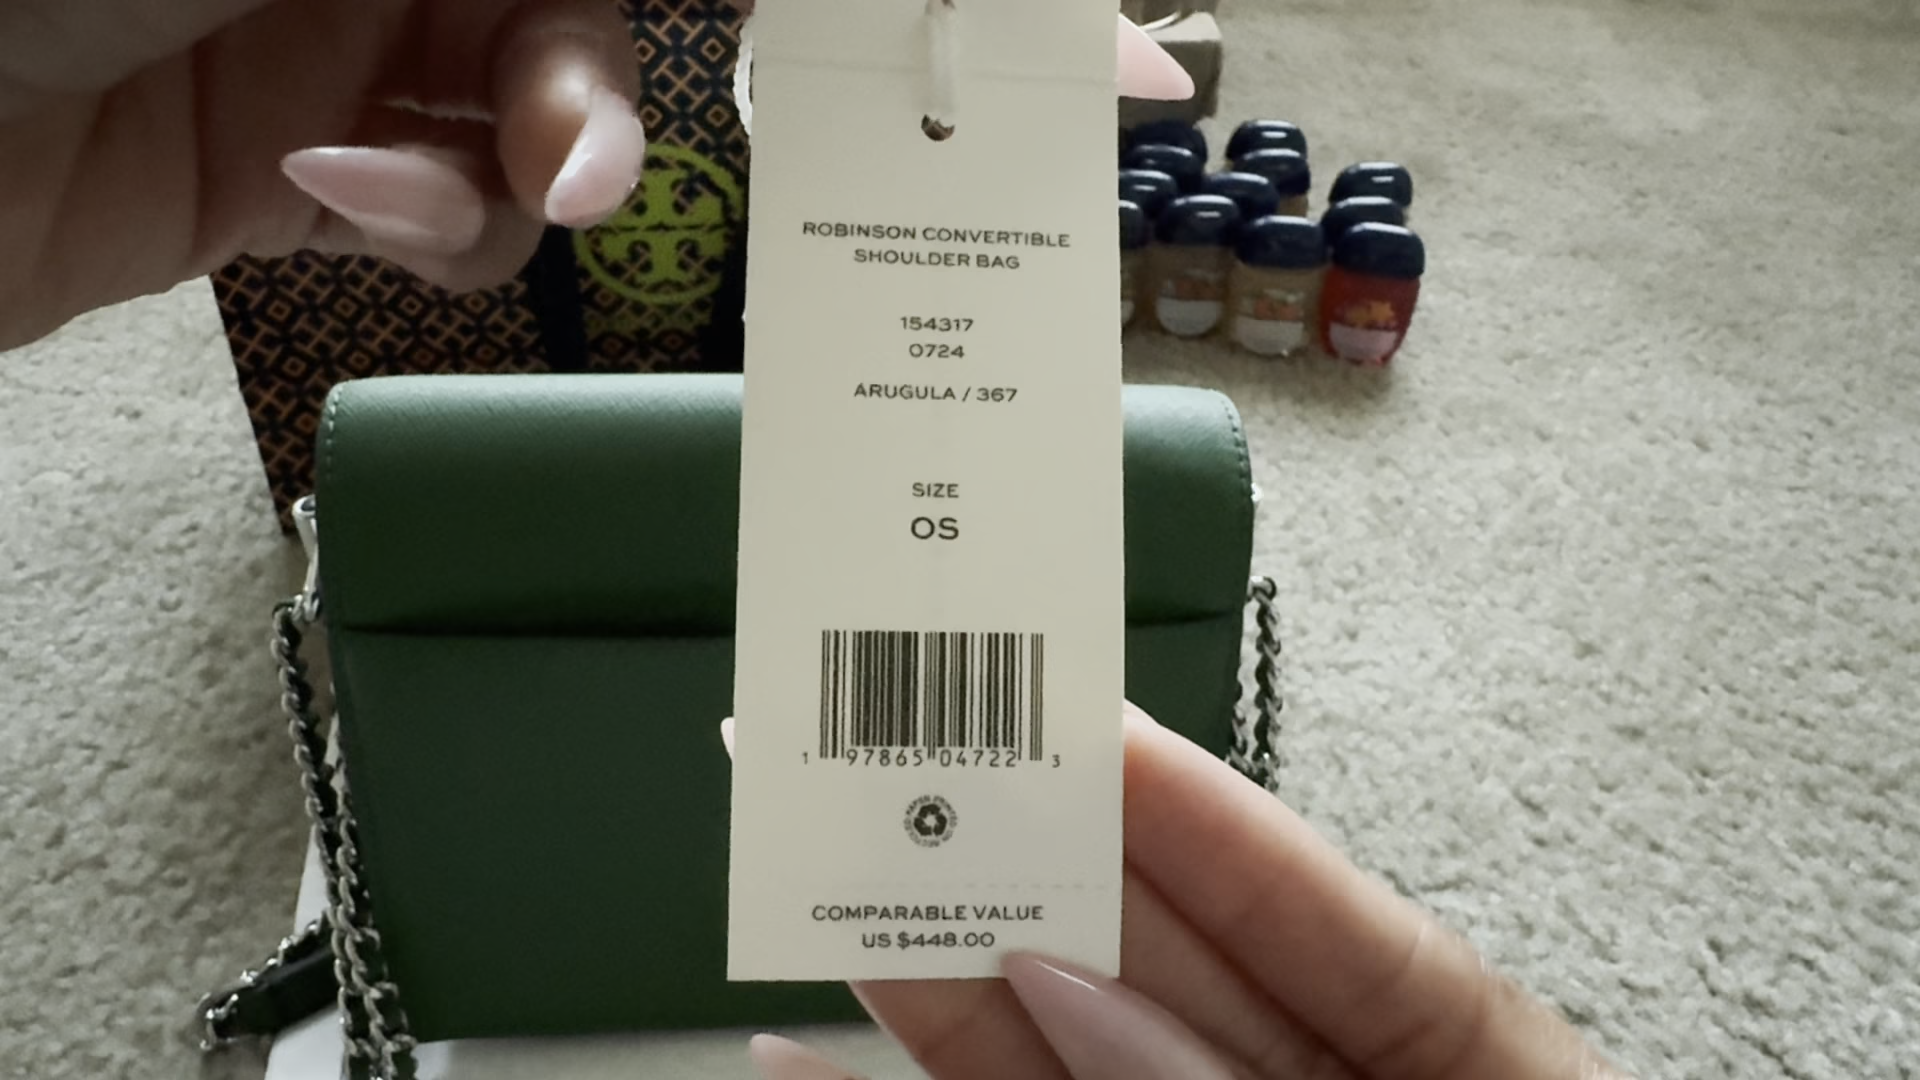 ROBINSON CONVERTIBLE
SHOULDER BAG
154317
0724
ARUGULA / 367
SIZE
OS
1 97865 04722 3
COMPARABLE VALUE
US $448.00